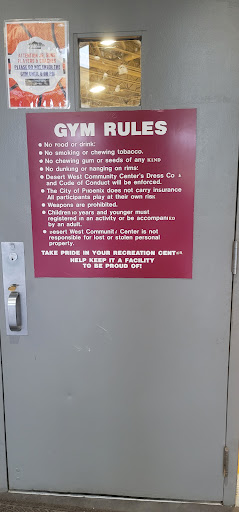 GYM RULES
No food or drink:
No smoking or chewing tobacco.
No chewing gum or seeds of any KIND
No dunking or hanging on rims:
Desert West Community Center's Dress Co
and Code of Conduct will be enforced.
The City of Phoenix does not carry insurance
All participants play at their own risk
Weapons are prohibited.
Children 10 years and younger must
registered in an activity or be accompanied
by an adult.
esert West Communit Center is not
responsible for lost or stolen personal
property.
TAKE PRIDE IN YOUR RECREATION CENTER
HELP KEEP IT A FACILITY
TO BE PROUD OF!